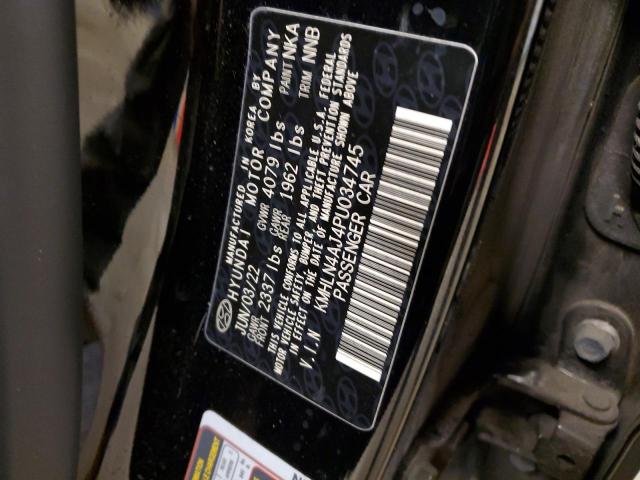 MANUFACTURED IN KOREA BY
HYUNDAI MOTOR COMPANY
JUN/03/22 GVWR 4079 lbs PAINT NKA
GAWR FRONT 2337 lbs GAWR REAR 1962 lbs TRIM NNB
THIS VEHICLE CONFORMS TO ALL APPLICABLE U.S.A. FEDERAL
MOTOR VEHICLE SAFETY, BUMPER, AND THEFT PREVENTION STANDARDS
IN EFFECT ON THE DATE OF MANUFACTURE SHOWN ABOVE
V.I.N KMHLN4AJ4PU034745
PASSENGER CAR